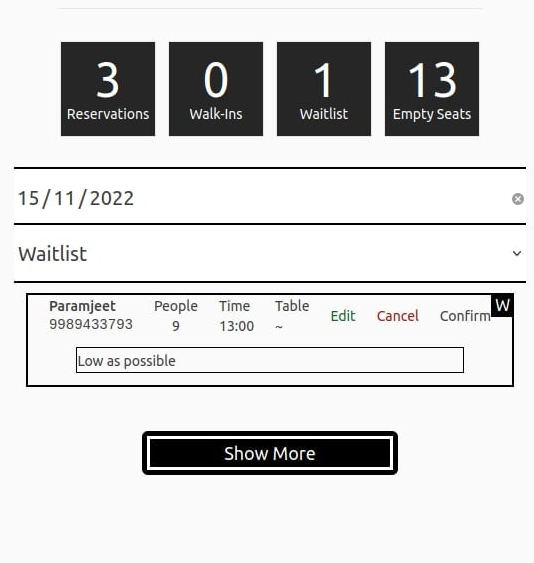 3
Reservations
0
Walk-Ins
1
Waitlist
13
Empty Seats
15/11/2022
Waitlist
Paramjeet
9989433793
People
9
Time
13:00
Table
~
Edit
Cancel
Confirm
W
Low as possible
Show More